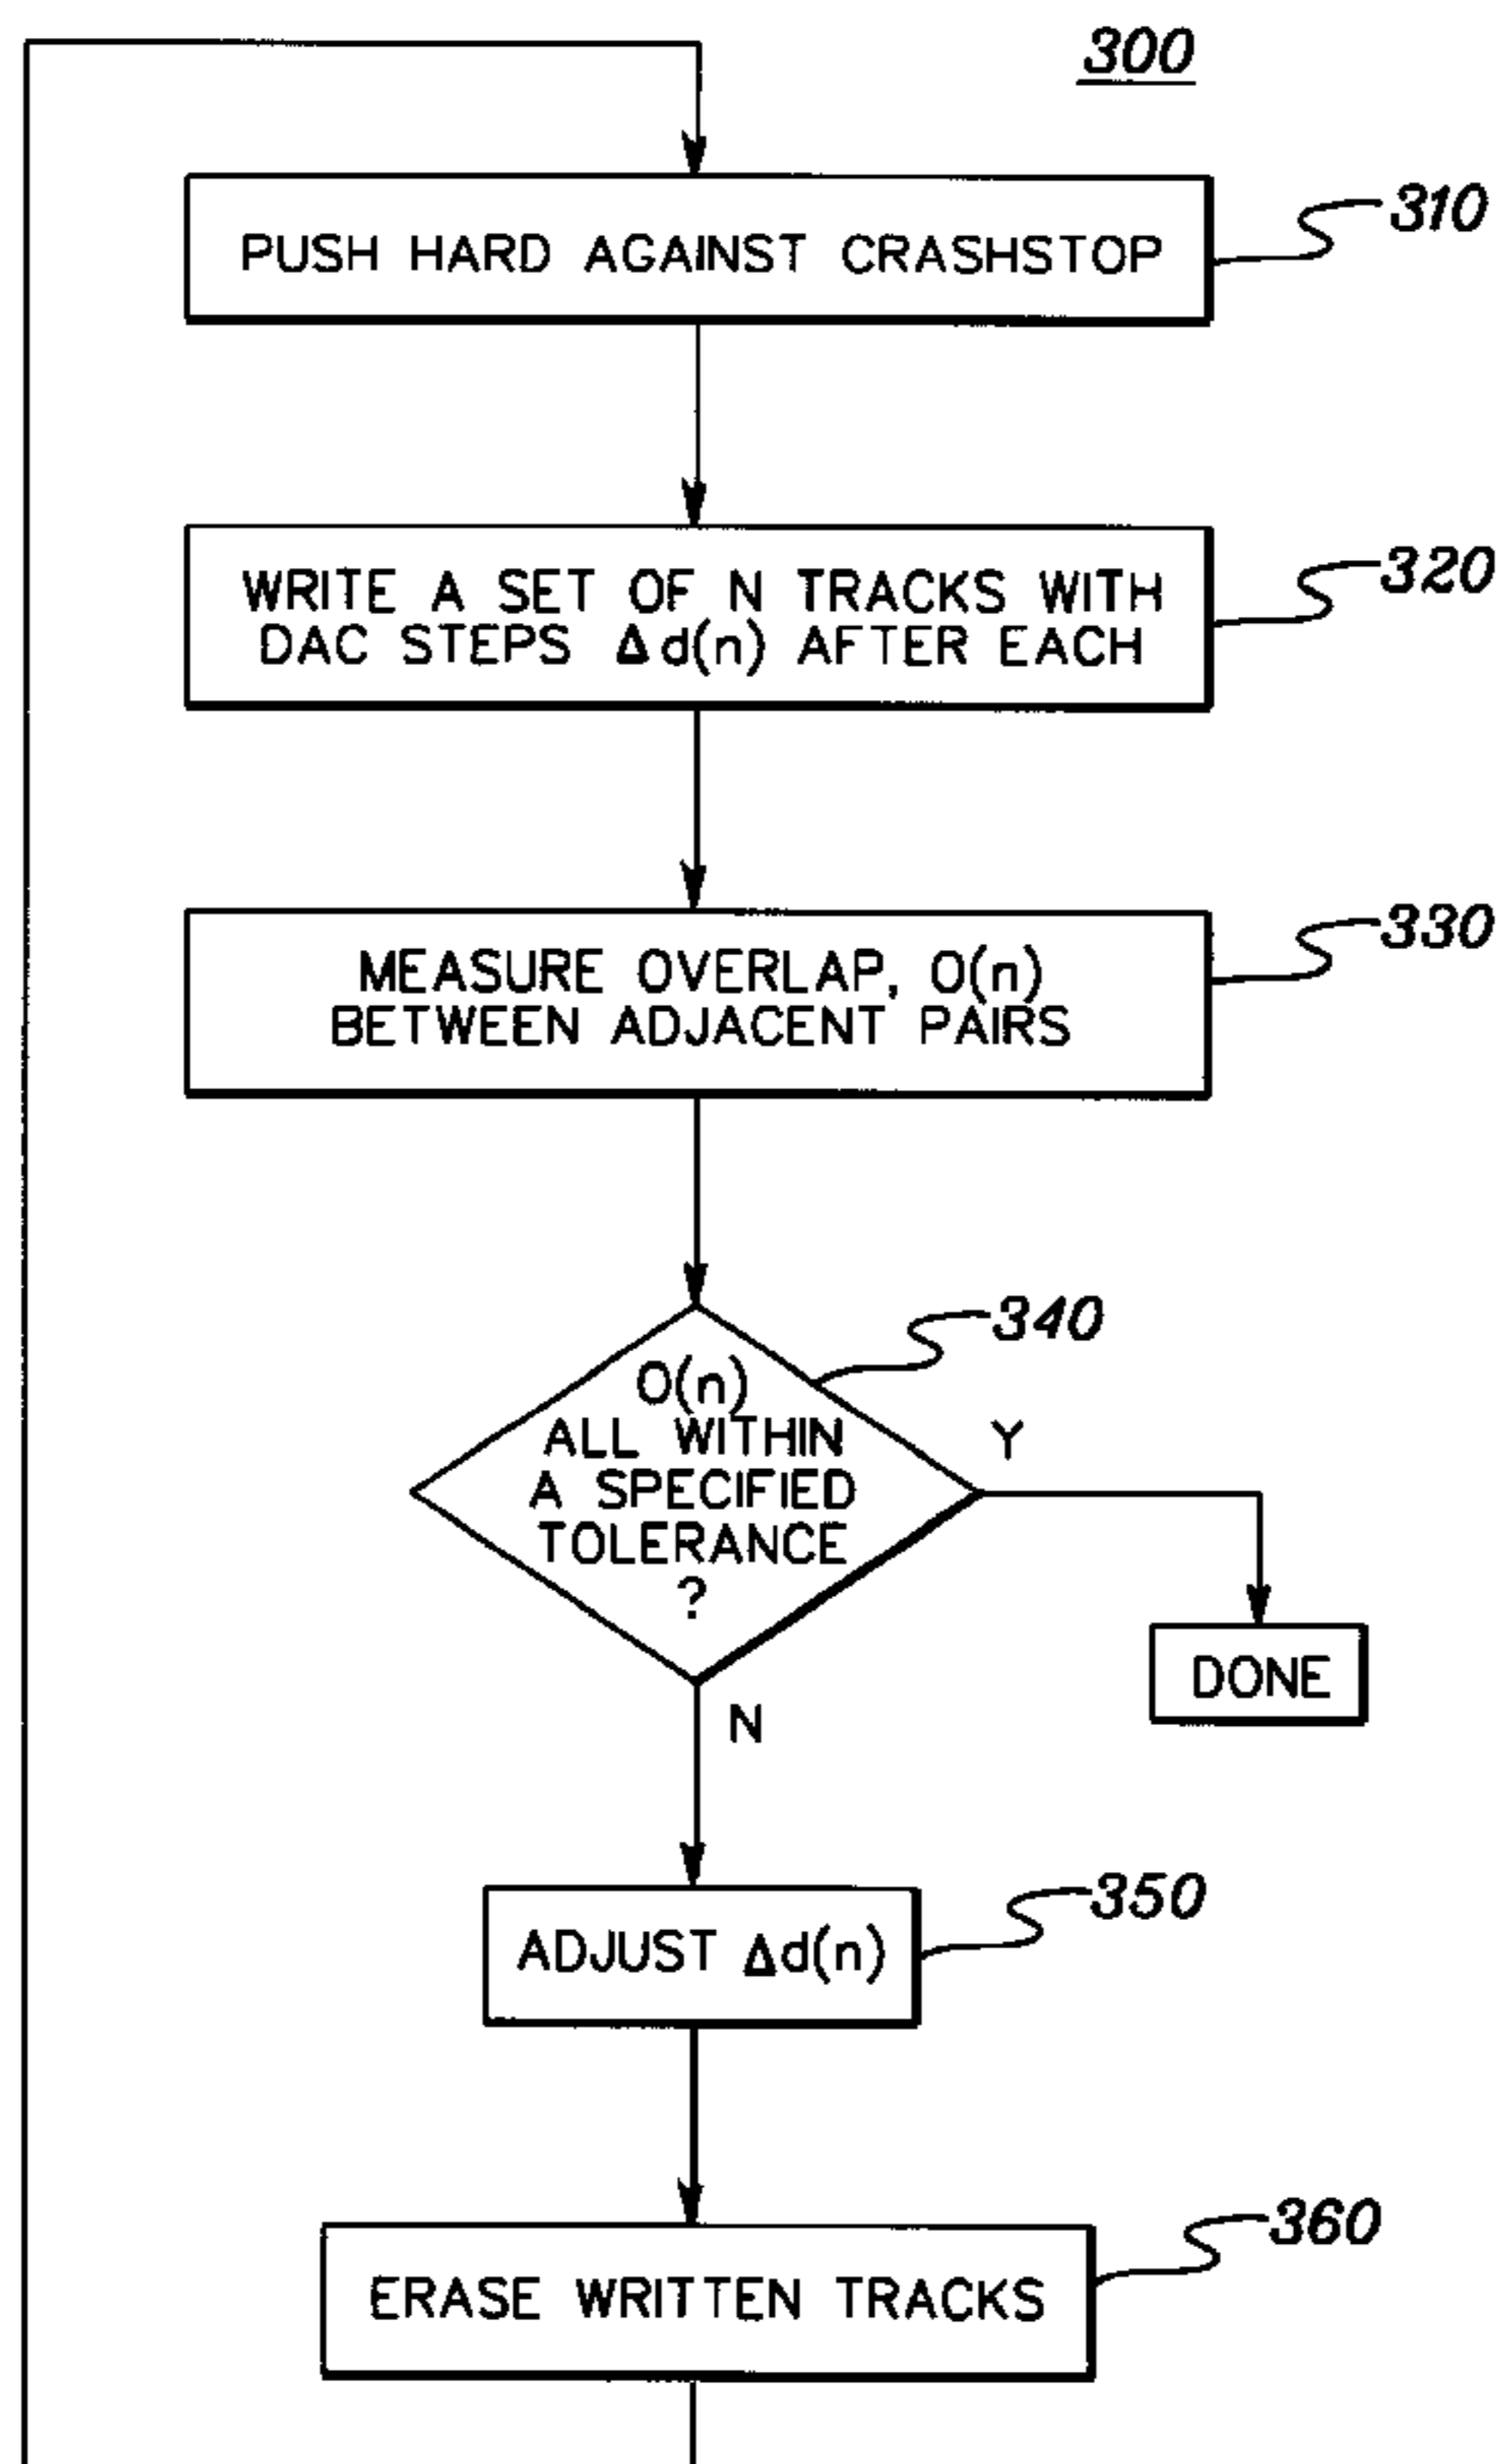 300
PUSH HARD AGAINST CRASHSTOP
310
WRITE A SET OF N TRACKS WITH
DAC STEPS Δd(n) AFTER EACH
320
MEASURE OVERLAP, O(n)
BETWEEN ADJACENT PAIRS
330
340
O(n)
ALL WITHIN
A SPECIFIED
TOLERANCE
?
Y
DONE
N
350
ADJUST Δd(n)
360
ERASE WRITTEN TRACKS